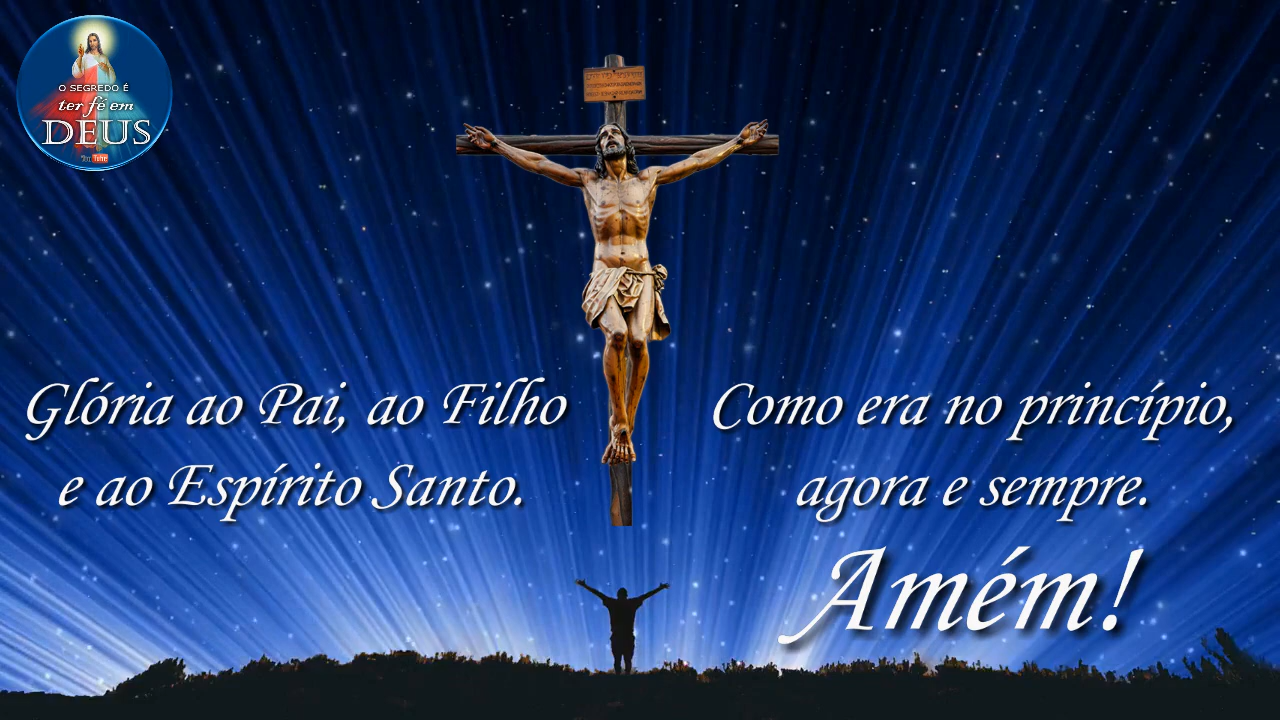 O SEGREDO É
ter fé em
DEUS
Glória ao Pai, ao Filho
e ao Espírito Santo.
Como era no princípio,
agora e sempre.
Amém!